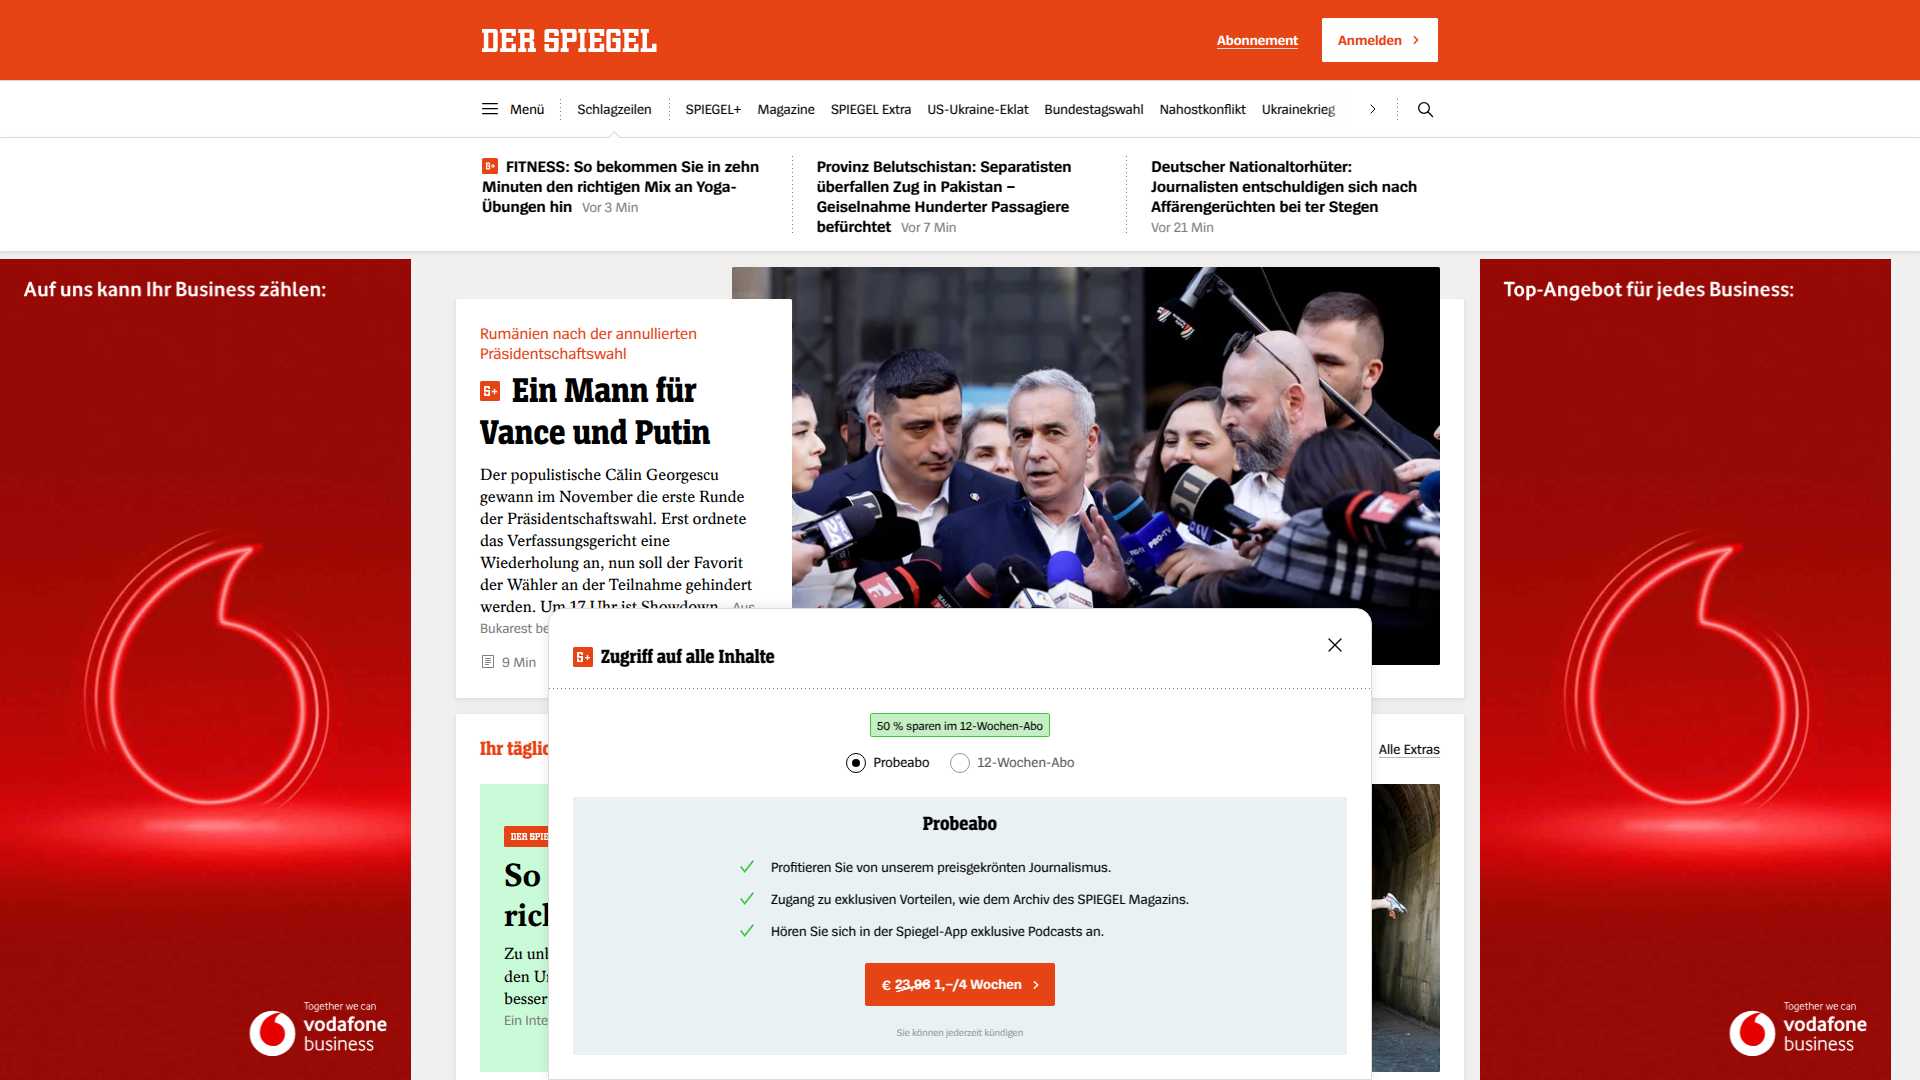 DER SPIEGEL
Abonnement
Anmelden
Menü
Schlagzeilen
SPIEGEL+
Magazine
SPIEGEL Extra
US-Ukraine-Eklat
Bundestagswahl
Nahostkonflikt
Ukrainekrieg
FITNESS: So bekommen Sie in zehn
Minuten den richtigen Mix an Yoga-
Übungen hin Vor 3 Min
Provinz Belutschistan: Separatisten
überfallen Zug in Pakistan –
Geiselnahme Hunderter Passagiere
befürchtet Vor 7 Min
Deutscher Nationaltorhüter:
Journalisten entschuldigen sich nach
Affärengerüchten bei ter Stegen
Vor 21 Min
Auf uns kann Ihr Business zählen:
Together we can
vodafone
business
Rumänien nach der annullierten
Präsidentschaftswahl
Ein Mann für
Vance und Putin
Der populistische Călin Georgescu
gewann im November die erste Runde
der Präsidentschaftswahl. Erst ordnete
das Verfassungsgericht eine
Wiederholung an, nun soll der Favorit
der Wähler an der Teilnahme gehindert
werden. Um 17 Uhr ist Showdown. Aus
Bukarest be
9 Min
PRO•TV
Ihr täglic
Alle Extras
DER SPIE
So
ric
Zu unl
den U
besser
Ein Inte
Zugriff auf alle Inhalte
50 % sparen im 12-Wochen-Abo
Probeabo
12-Wochen-Abo
Probeabo
Profitieren Sie von unserem preisgekrönten Journalismus.
Zugang zu exklusiven Vorteilen, wie dem Archiv des SPIEGEL Magazins.
Hören Sie sich in der Spiegel-App exklusive Podcasts an.
€ 23,96 1,–/4 Wochen
Sie können jederzeit kündigen
Top-Angebot für jedes Business:
Together we can
vodafone
business